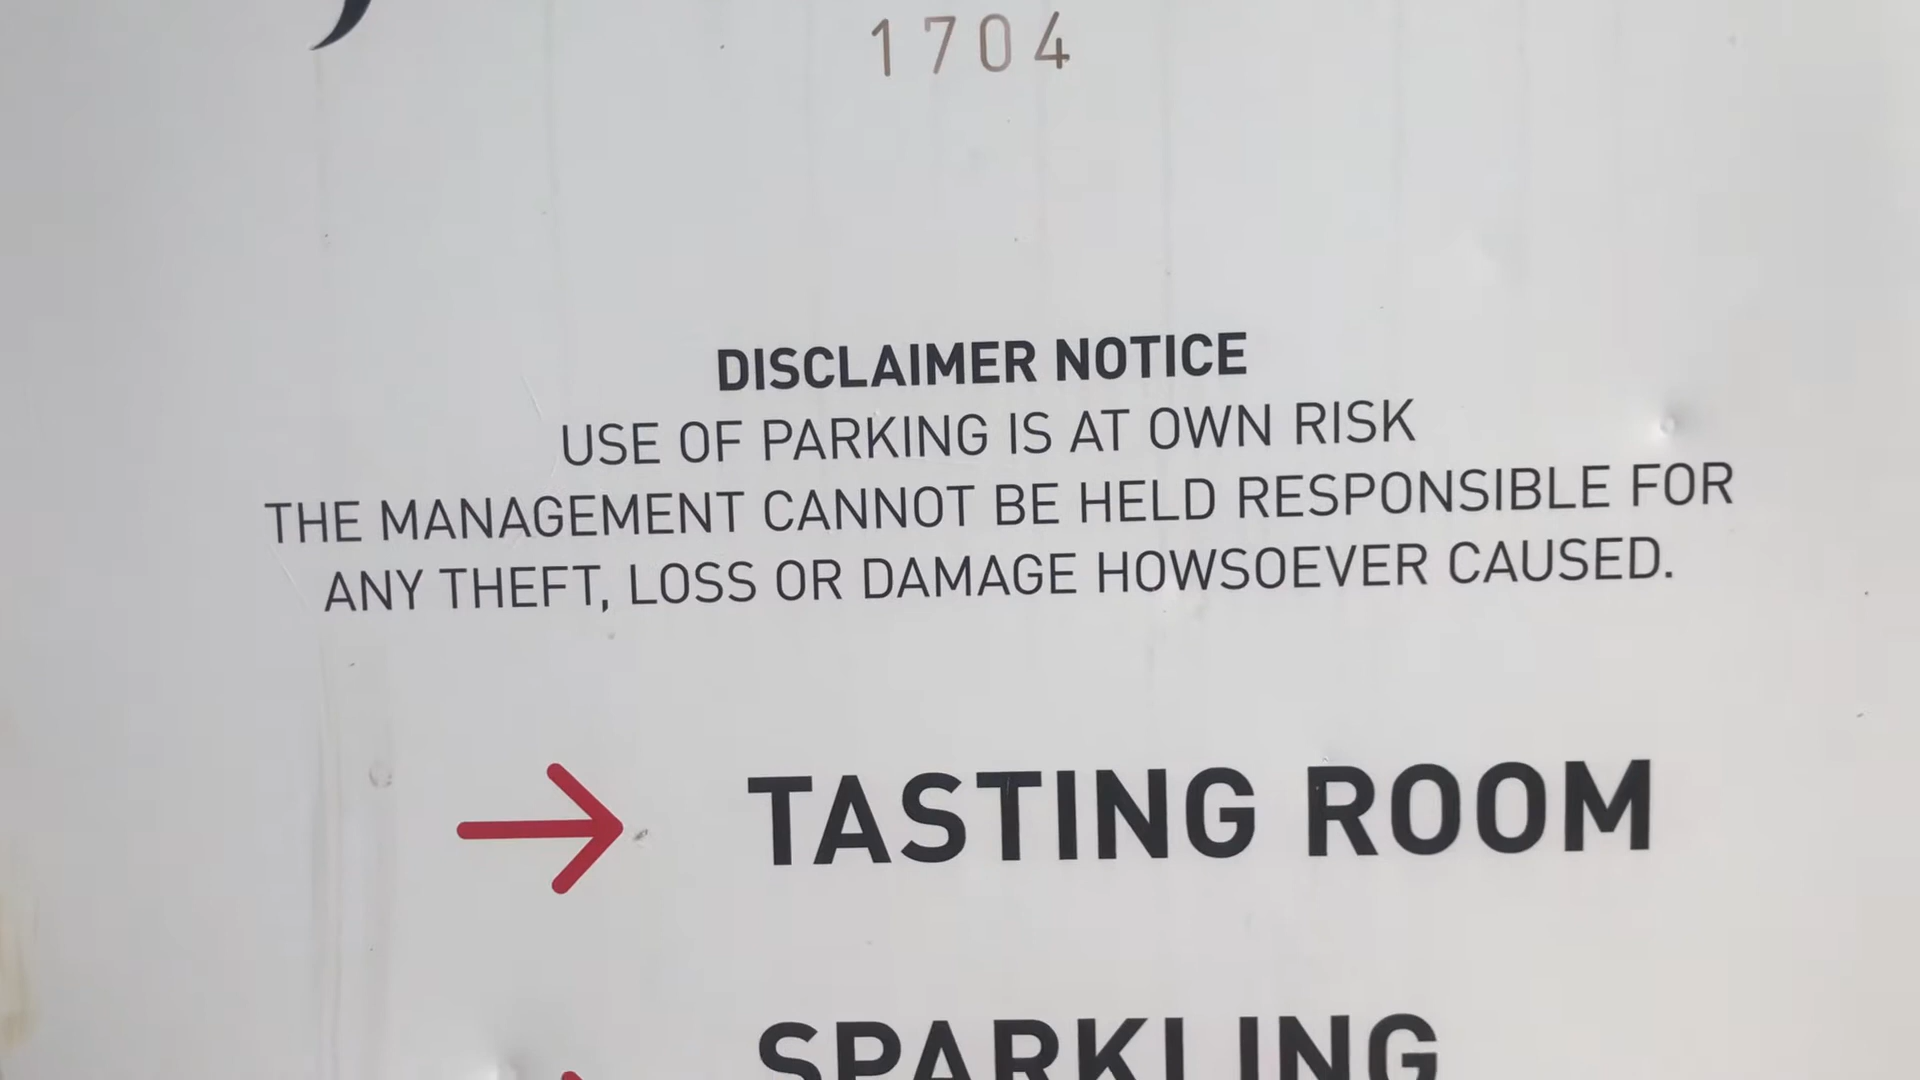 1704
DISCLAIMER NOTICE
USE OF PARKING IS AT OWN RISK
THE MANAGEMENT CANNOT BE HELD RESPONSIBLE FOR
ANY THEFT, LOSS OR DAMAGE HOWSOEVER CAUSED.
→ TASTING ROOM
SPARKLING